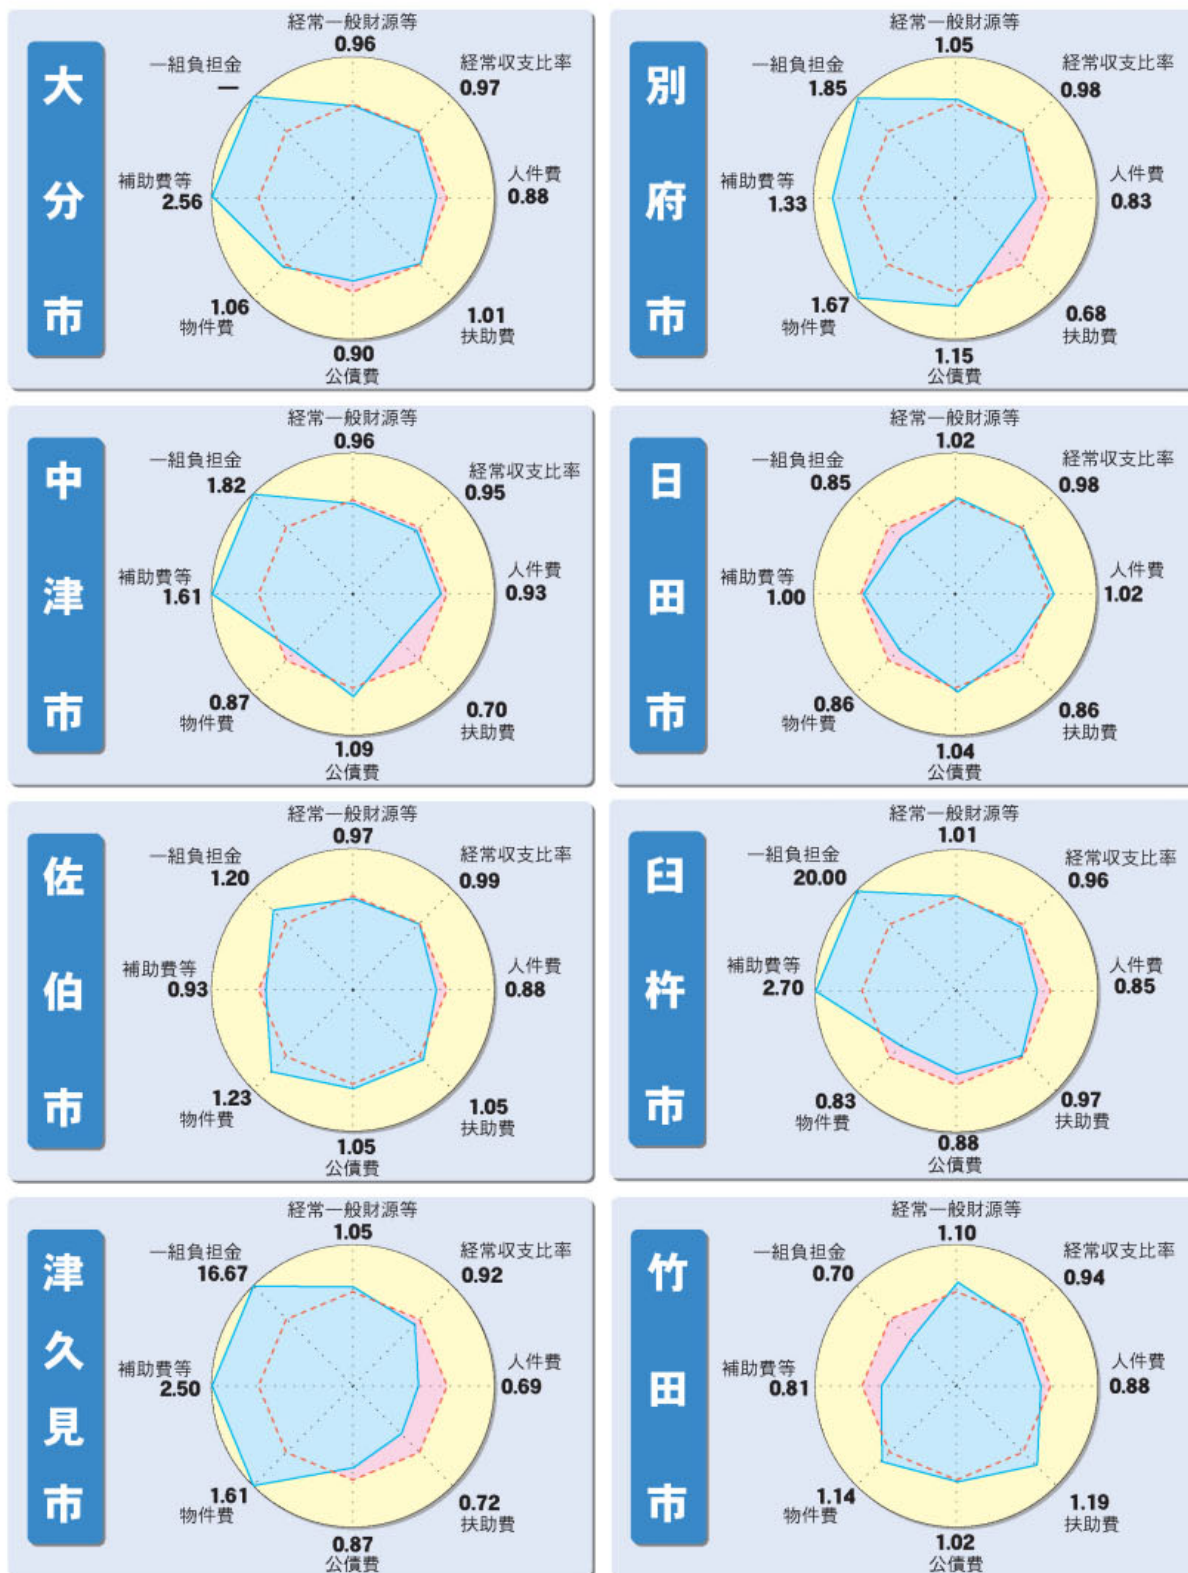 大分市
経常一般財源等
0.96
経常収支比率
0.97
人件費
0.88
1.01
扶助費
0.90
公債費
1.06
物件費
補助費等
2.56
一組負担金
—
別府市
経常一般財源等
1.05
経常収支比率
0.98
人件費
0.83
0.68
扶助費
1.15
公債費
1.67
物件費
補助費等
1.33
一組負担金
1.85
中津市
経常一般財源等
0.96
経常収支比率
0.95
人件費
0.93
0.70
扶助費
1.09
公債費
0.87
物件費
補助費等
1.61
一組負担金
1.82
日田市
経常一般財源等
1.02
経常収支比率
0.98
人件費
1.02
0.86
扶助費
1.04
公債費
0.86
物件費
補助費等
1.00
一組負担金
0.85
佐伯市
経常一般財源等
0.97
経常収支比率
0.99
人件費
0.88
1.05
扶助費
1.05
公債費
1.23
物件費
補助費等
0.93
一組負担金
1.20
臼杵市
経常一般財源等
1.01
経常収支比率
0.96
人件費
0.85
0.97
扶助費
0.88
公債費
0.83
物件費
補助費等
2.70
一組負担金
20.00
津久見市
経常一般財源等
1.05
経常収支比率
0.92
人件費
0.69
0.72
扶助費
0.87
公債費
1.61
物件費
補助費等
2.50
一組負担金
16.67
竹田市
経常一般財源等
1.10
経常収支比率
0.94
人件費
0.88
1.19
扶助費
1.02
公債費
1.14
物件費
補助費等
0.81
一組負担金
0.70